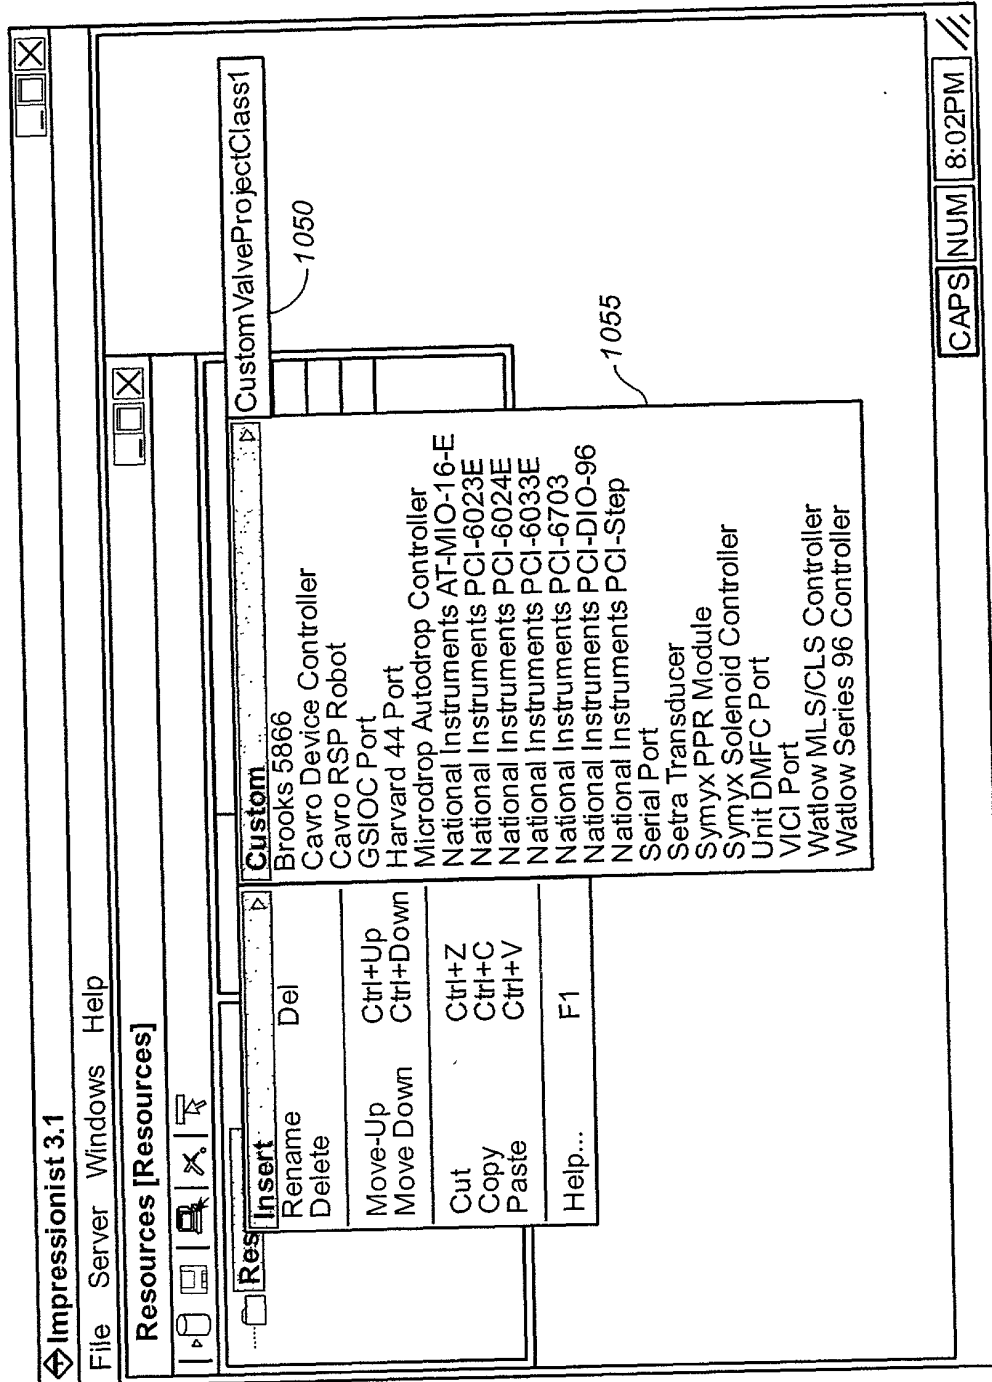 Impressionist 3.1
File Server Windows Help
Resources [Resources]
Res
Insert
Rename
Delete Del
Move-Up Ctrl+Up
Move Down Ctrl+Down
Cut Ctrl+Z
Copy Ctrl+C
Paste Ctrl+V
Help... F1
Custom
Brooks 5866
Cavro Device Controller
Cavro RSP Robot
GSIOC Port
Harvard 44 Port
Microdrop Autodrop Controller
National Instruments AT-MIO-16-E
National Instruments PCI-6023E
National Instruments PCI-6024E
National Instruments PCI-6033E
National Instruments PCI-6703
National Instruments PCI-DIO-96
National Instruments PCI-Step
Serial Port
Setra Transducer
Symyx PPR Module
Symyx Solenoid Controller
Unit DMFC Port
VICI Port
Watlow MLS/CLS Controller
Watlow Series 96 Controller
CustomValveProjectClass1
1050
1055
CAPS NUM 8:02PM